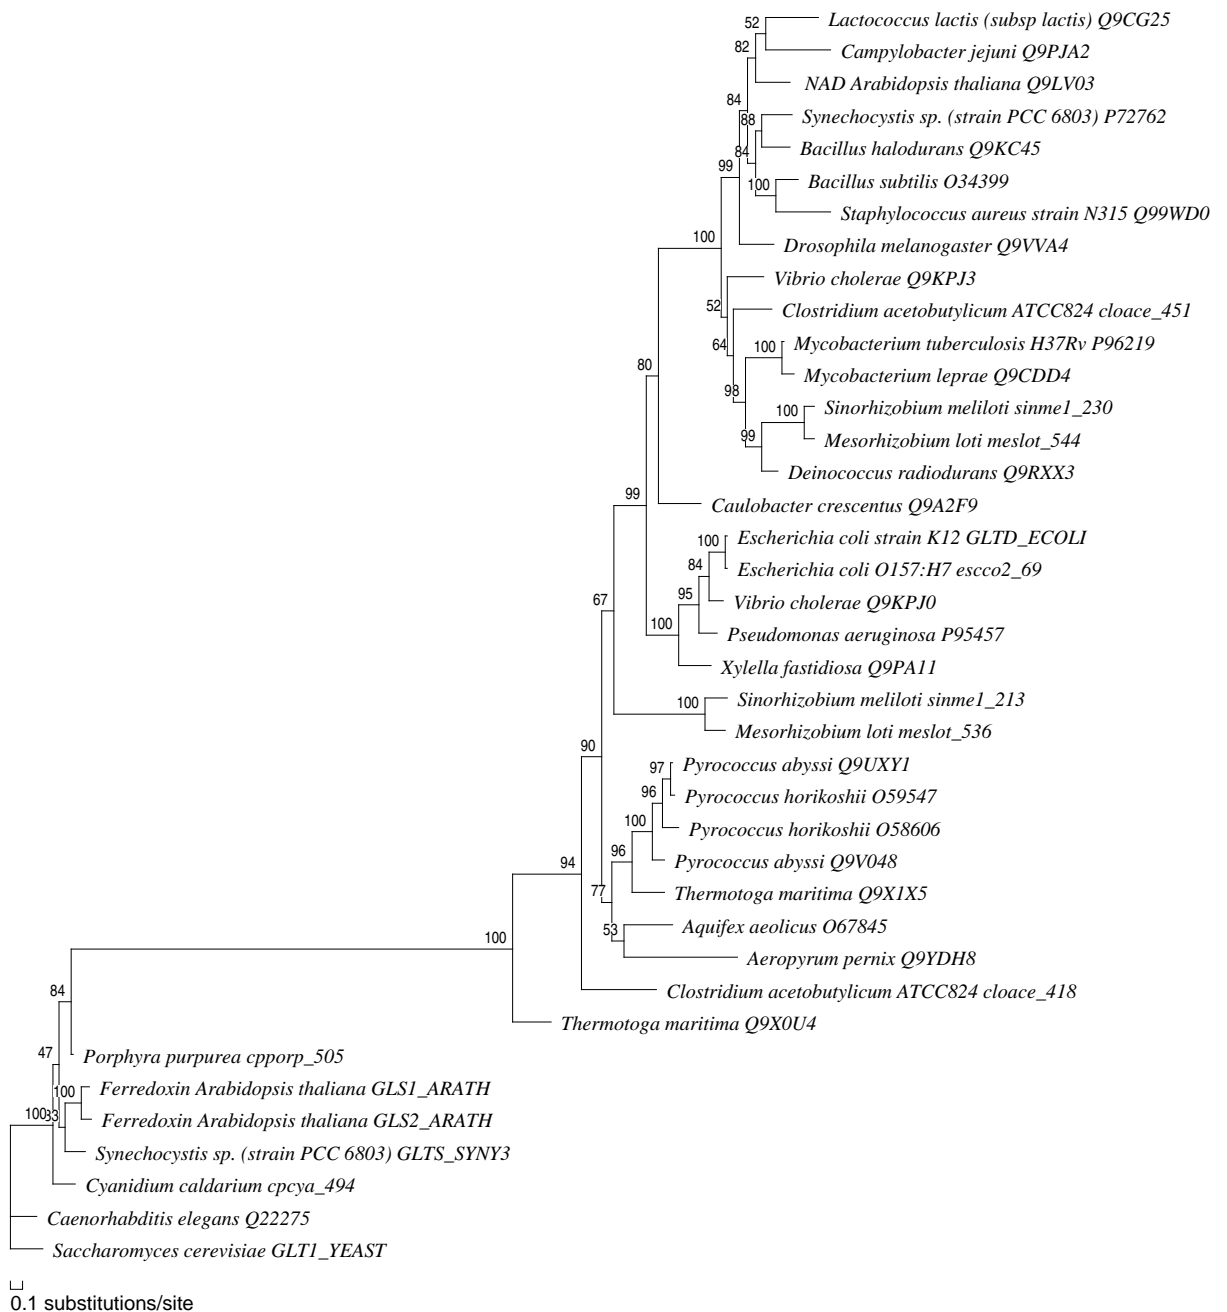 52
Lactococcus lactis (subsp lactis) Q9CG25
82
Campylobacter jejuni Q9PJA2
NAD Arabidopsis thaliana Q9LV03
84
88
Synechocystis sp. (strain PCC 6803) P72762
84
Bacillus halodurans Q9KC45
99
100
Bacillus subtilis O34399
Staphylococcus aureus strain N315 Q99WD0
100
Drosophila melanogaster Q9VVA4
Vibrio cholerae Q9KPJ3
52
Clostridium acetobutylicum ATCC824 cloace_451
64
100
Mycobacterium tuberculosis H37Rv P96219
80
Mycobacterium leprae Q9CDD4
98
100
Sinorhizobium meliloti sinme1_230
99
Mesorhizobium loti meslot_544
Deinococcus radiodurans Q9RXX3
99
Caulobacter crescentus Q9A2F9
100
Escherichia coli strain K12 GLTD_ECOLI
84
Escherichia coli O157:H7 escco2_69
67
95
Vibrio cholerae Q9KPJ0
100
Pseudomonas aeruginosa P95457
Xylella fastidiosa Q9PA11
100
Sinorhizobium meliloti sinme1_213
Mesorhizobium loti meslot_536
90
97
Pyrococcus abyssi Q9UXY1
96
Pyrococcus horikoshii O59547
100
Pyrococcus horikoshii O58606
94
96
Pyrococcus abyssi Q9V048
77
Thermotoga maritima Q9X1X5
53
Aquifex aeolicus O67845
100
Aeropyrum pernix Q9YDH8
84
Clostridium acetobutylicum ATCC824 cloace_418
Thermotoga maritima Q9X0U4
47
Porphyra purpurea cpporp_505
100
Ferredoxin Arabidopsis thaliana GLS1_ARATH
100
33
Ferredoxin Arabidopsis thaliana GLS2_ARATH
Synechocystis sp. (strain PCC 6803) GLTS_SYNY3
Cyanidium caldarium cpcya_494
Caenorhabditis elegans Q22275
Saccharomyces cerevisiae GLT1_YEAST
0.1 substitutions/site